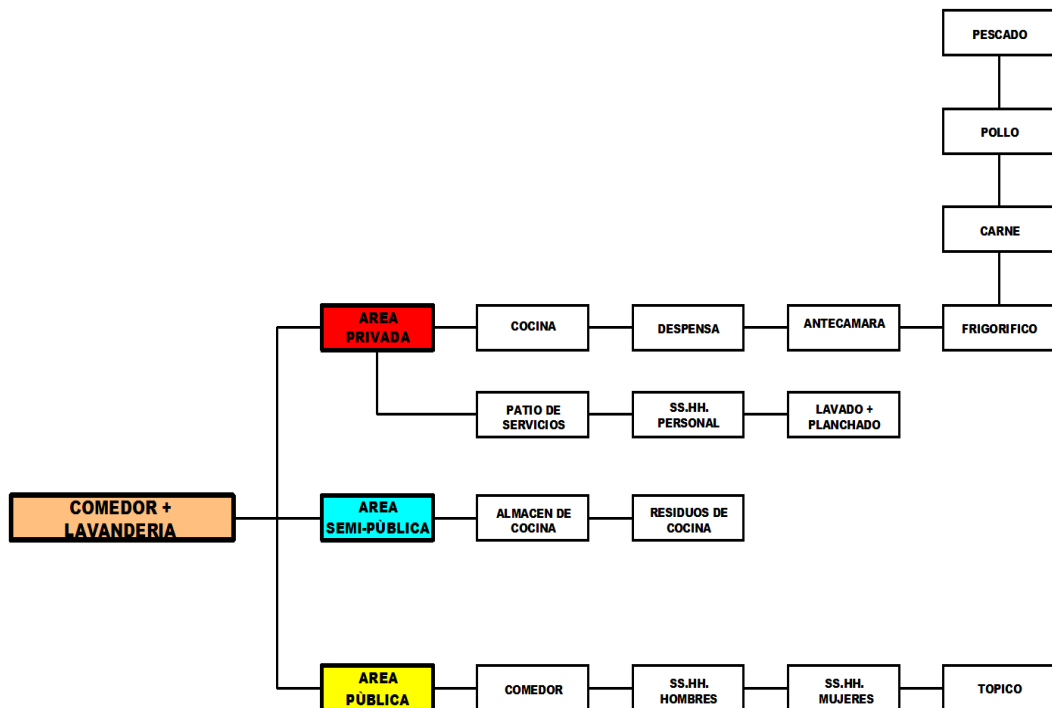 PESCADO
POLLO
CARNE
AREA
PRIVADA
COCINA
DESPENSA
ANTECAMARA
FRIGORIFICO
PATIO DE
SERVICIOS
SS.HH.
PERSONAL
LAVADO +
PLANCHADO
COMEDOR +
LAVANDERIA
AREA
SEMI-PÙBLICA
ALMACEN DE
COCINA
RESIDUOS DE
COCINA
AREA
PÙBLICA
COMEDOR
SS.HH.
HOMBRES
SS.HH.
MUJERES
TOPICO